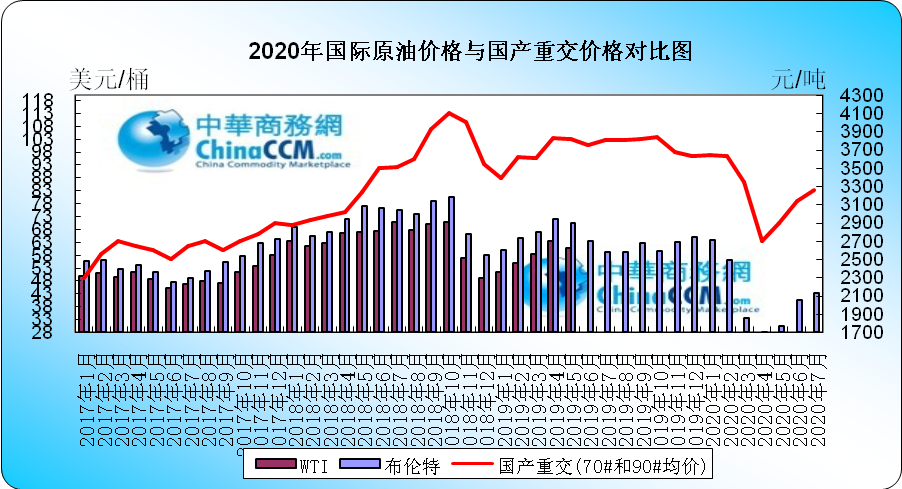 2020年国际原油价格与国产重交价格对比图
美元/桶
元/吨
118
113
108
103
98
93
88
83
78
73
68
63
58
53
48
43
38
33
28
4300
4100
3900
3700
3500
3300
3100
2900
2700
2500
2300
2100
1900
1700
中華商務網
ChinaCCM.com
China Commodity Marketplace
中華商務網
ChinaCCM.com
China Commodity Marketplace
2017年1月
2017年2月
2017年3月
2017年4月
2017年5月
2017年6月
2017年7月
2017年8月
2017年9月
017年10月
017年11月
017年12月
2018年1月
2018年2月
2018年3月
2018年4月
2018年5月
2018年6月
2018年7月
2018年8月
2018年9月
018年10月
018年11月
018年12月
2019年1月
2019年2月
2019年3月
2019年4月
2019年5月
2019年6月
2019年7月
2019年8月
2019年9月
019年10月
019年11月
019年12月
2020年1月
2020年2月
2020年3月
2020年4月
2020年5月
2020年6月
2020年7月
WTI
布伦特
国产重交(70#和90#均价)